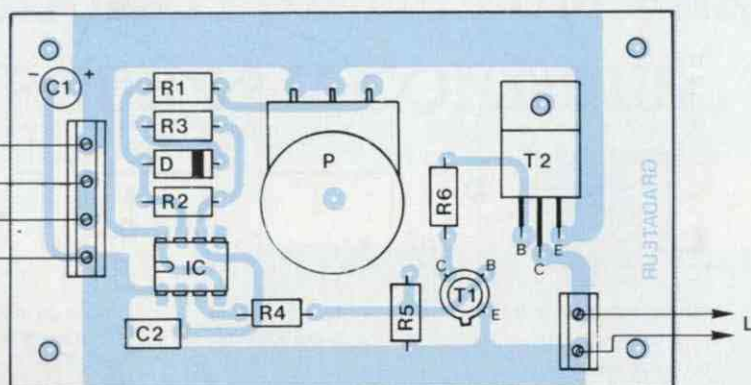 - C1 +
R1
R3
D
R2
IC
C2
R4
P
R5
R6
C B
T1
E
T2
B C E
GRADATEUR
L